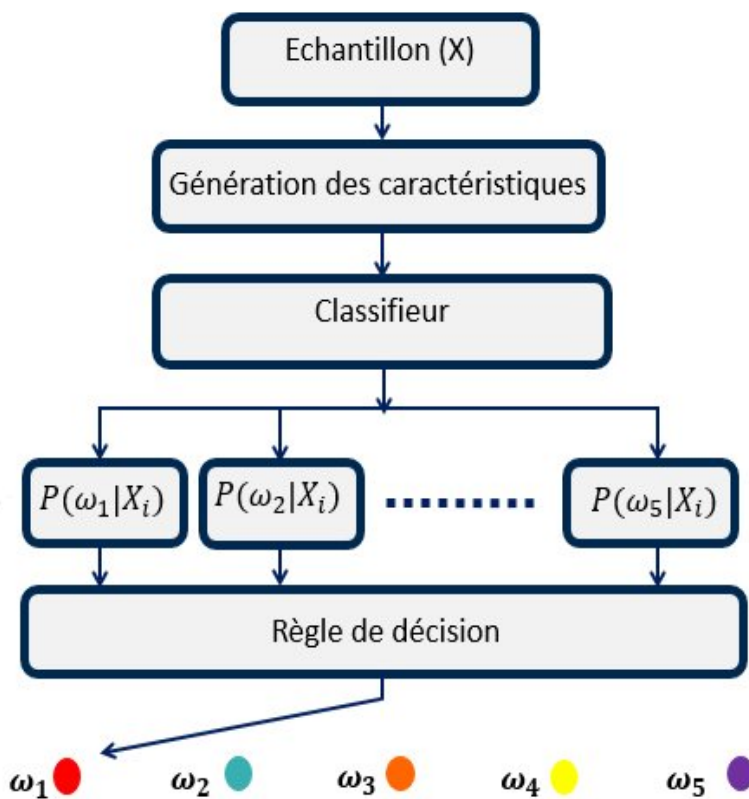 Echantillon (X)
Génération des caractéristiques
Classifieur
P(ω₁|Xᵢ) P(ω₂|Xᵢ) P(ω₅|Xᵢ)
Règle de décision
ω₁ ω₂ ω₃ ω₄ ω₅